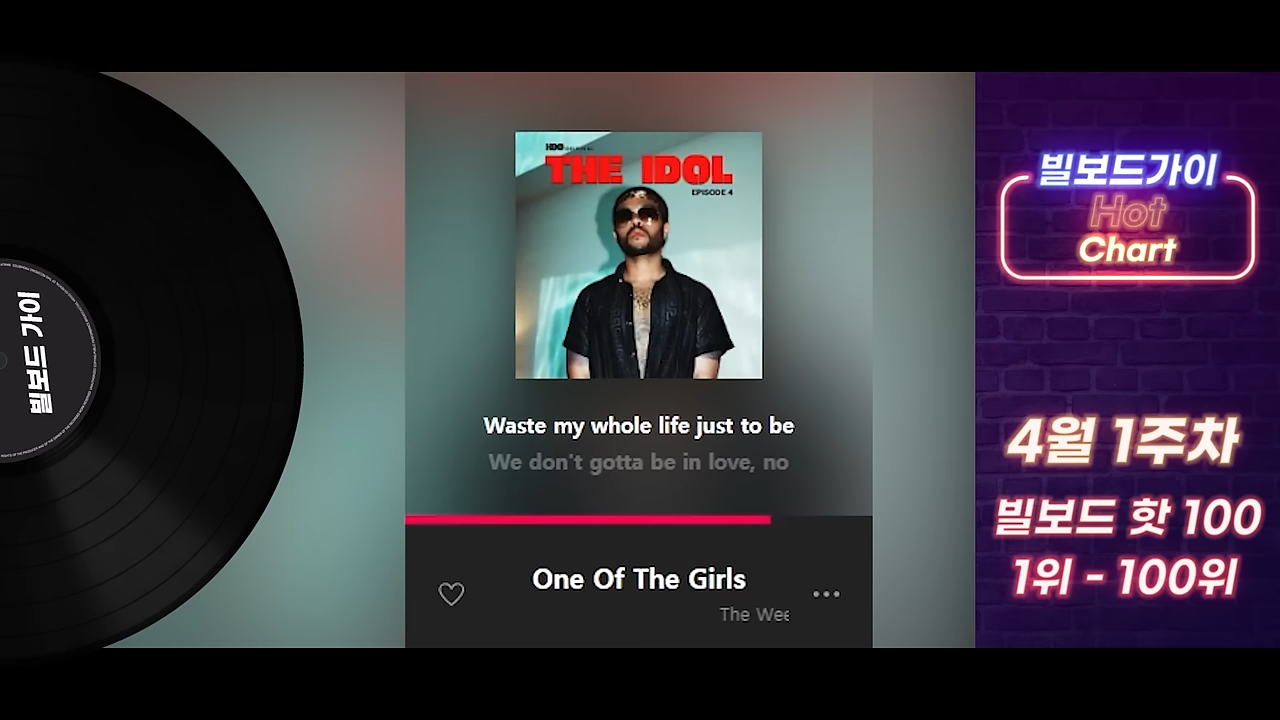 빌보드 가이
HBO
THE IDOL
EPISODE 4
Waste my whole life just to be
We don't gotta be in love, no
One Of The Girls
The Wee
빌보드가이
Hot
Chart
4월 1주차
빌보드 핫 100
1위 - 100위